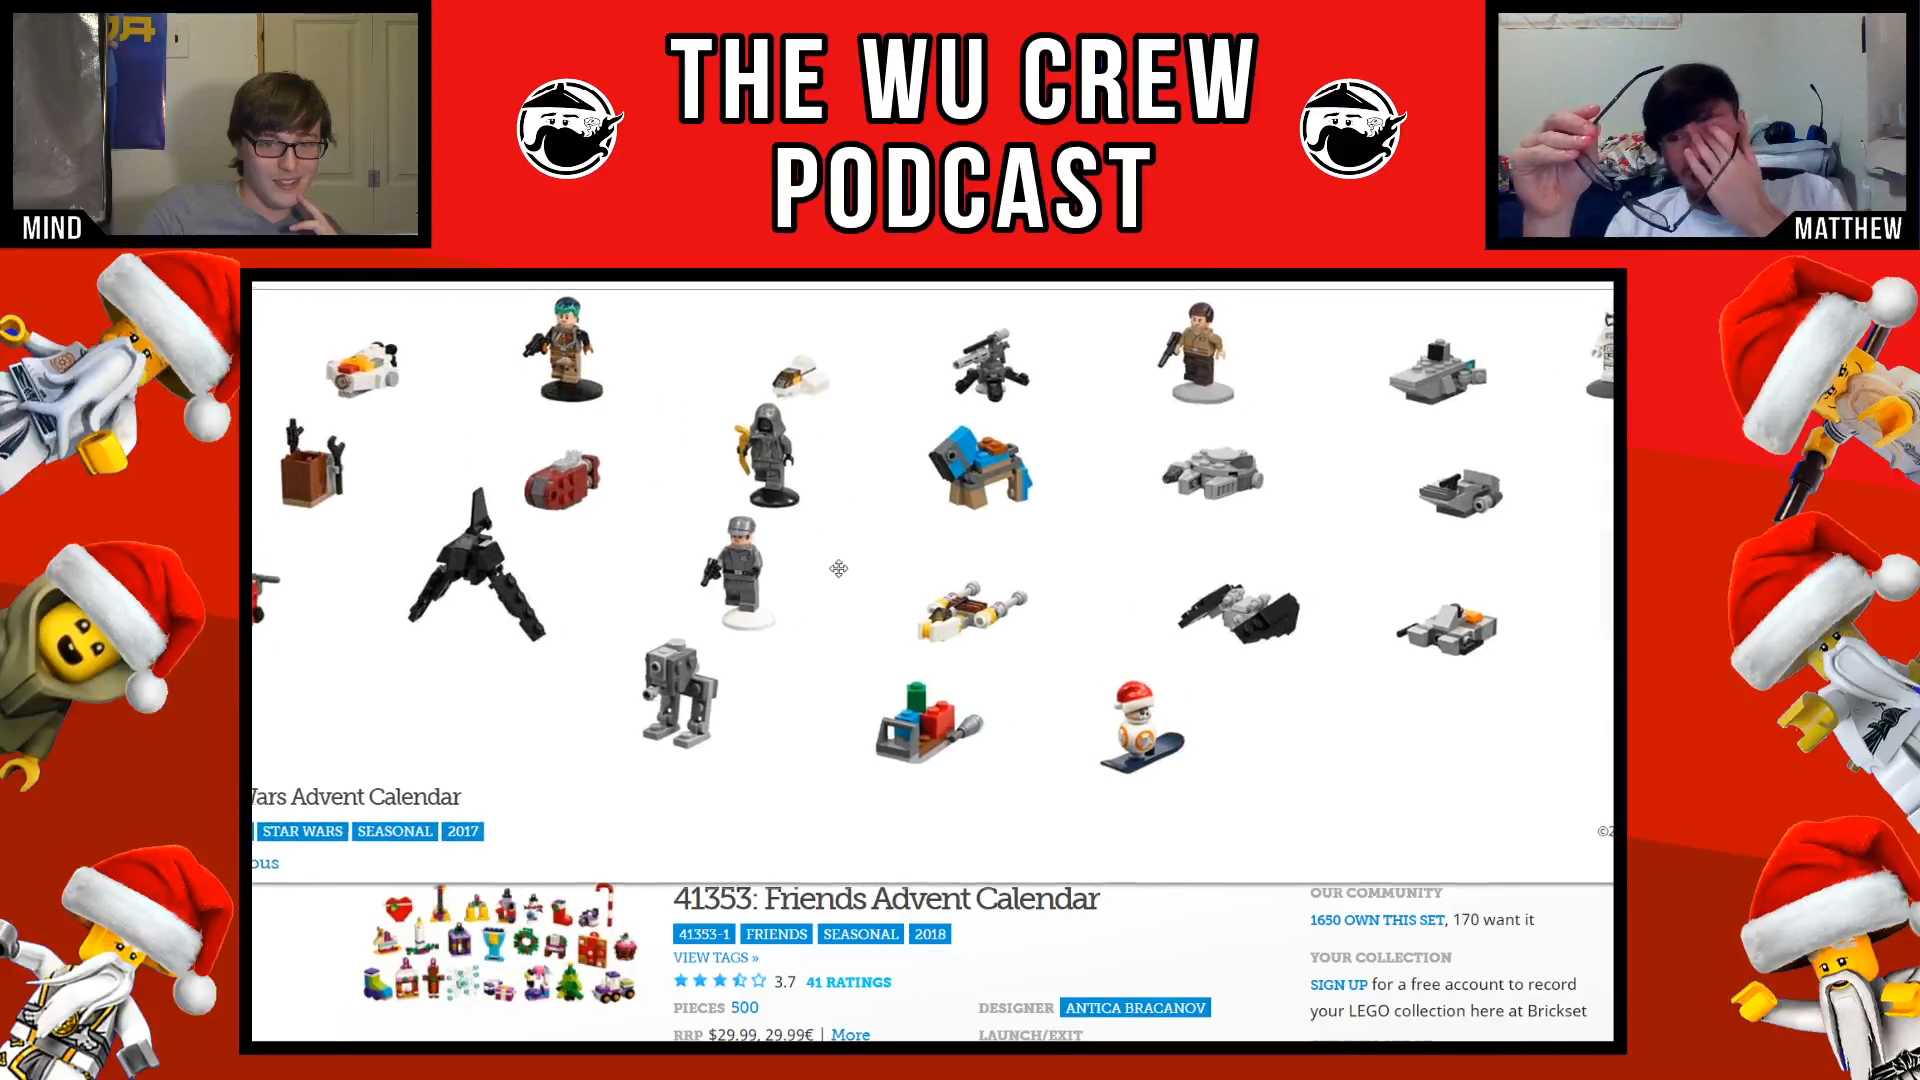 THE WU CREW
PODCAST
MIND
MATTHEW
Wars Advent Calendar
STAR WARS
SEASONAL
2017
ous
41353: Friends Advent Calendar
41353-1
FRIENDS
SEASONAL
2018
VIEW TAGS »
3.7
41 RATINGS
PIECES 500
RRP $29.99, 29.99€ | More
DESIGNER ANTICA BRACANOV
LAUNCH/EXIT
OUR COMMUNITY
1650 OWN THIS SET, 170 want it
YOUR COLLECTION
SIGN UP for a free account to record
your LEGO collection here at Brickset